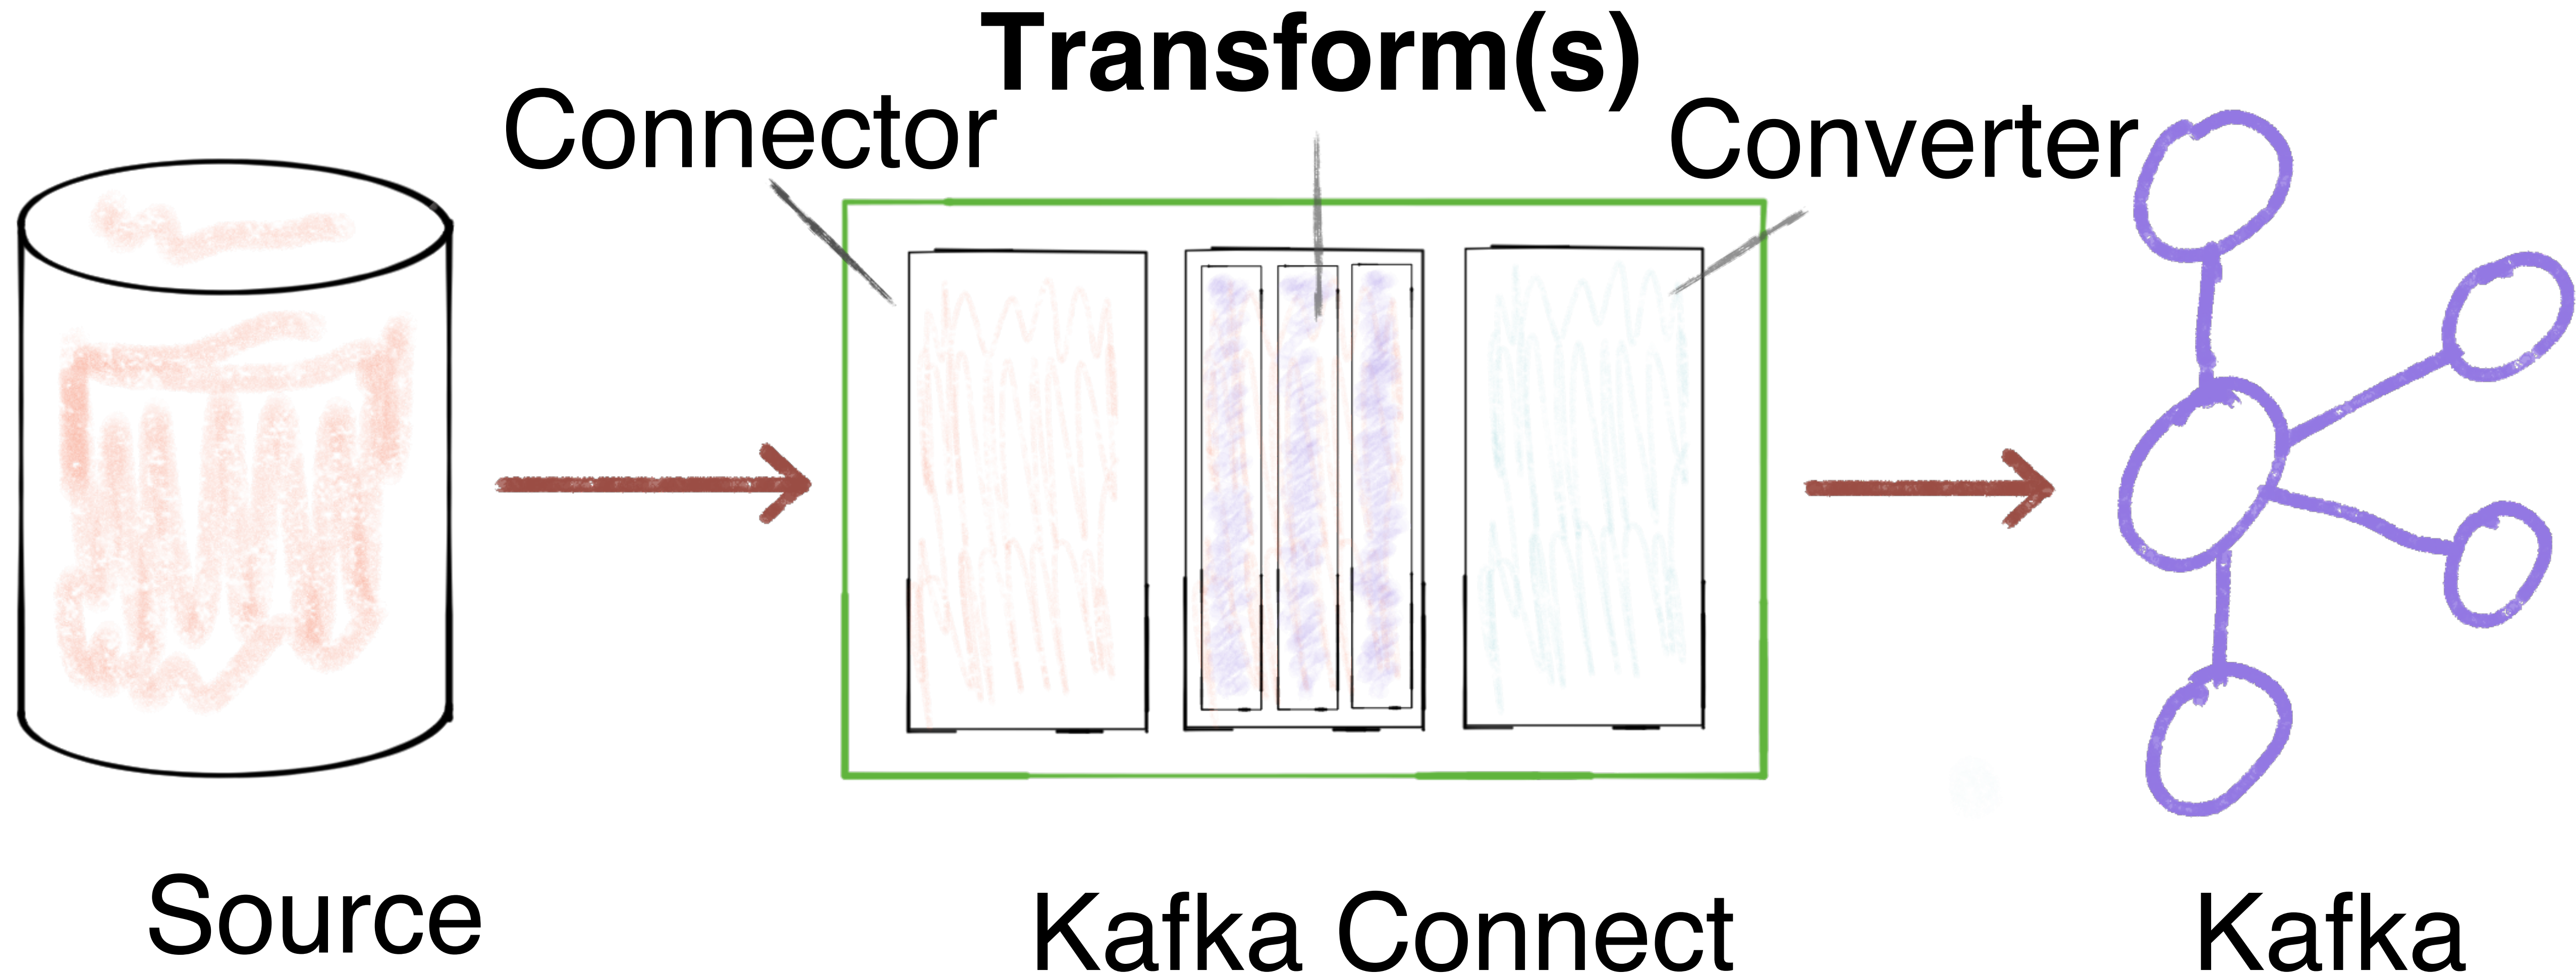 Transform(s)
Connector
Converter
Source
Kafka Connect
Kafka